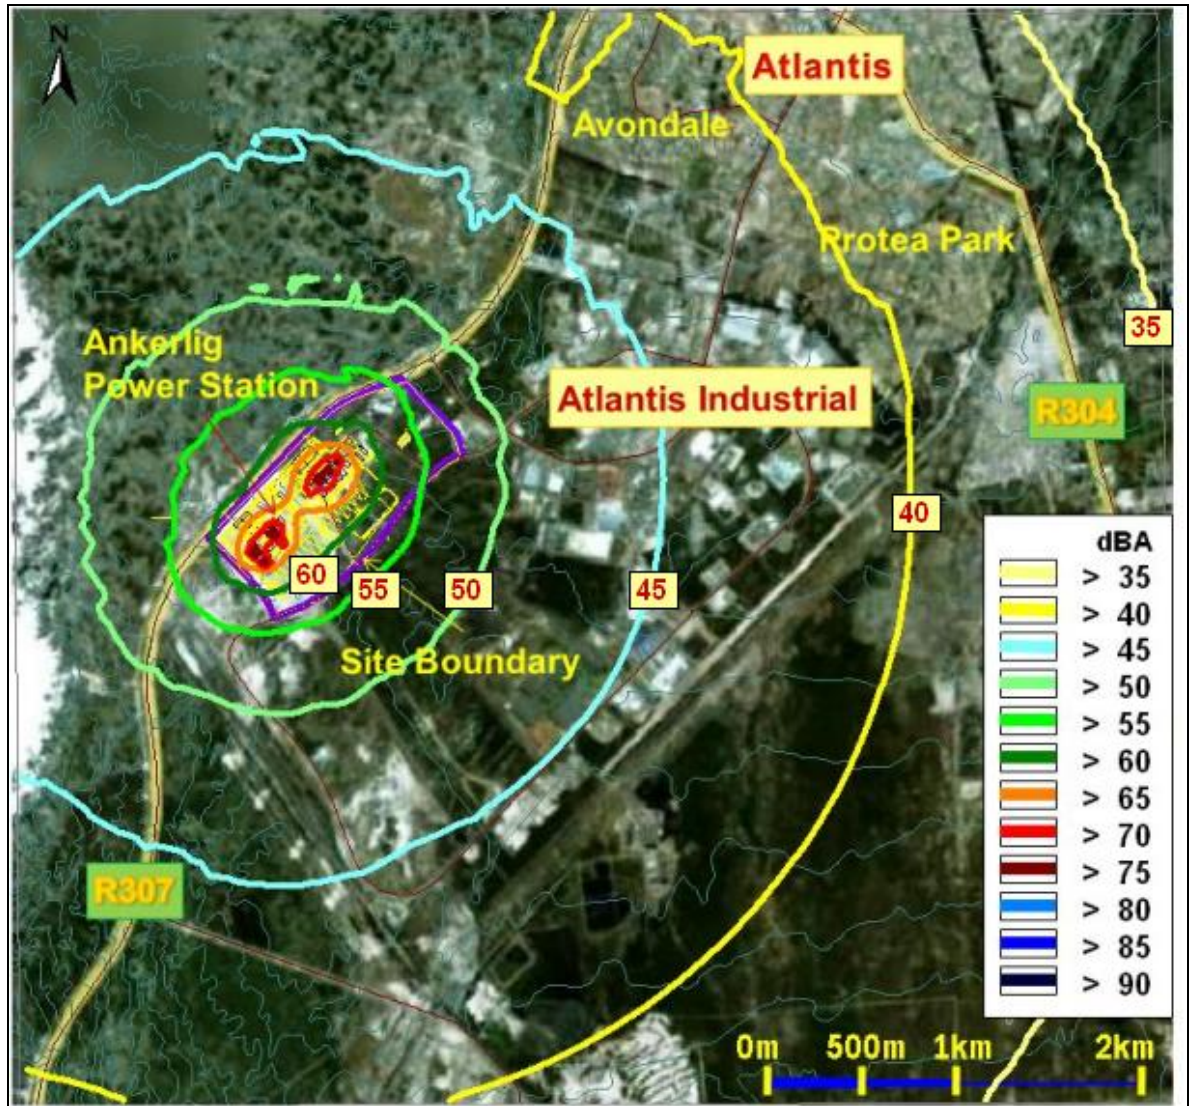 N
Atlantis
Avondale
Protea Park
35
Ankerlig
Power Station
Atlantis Industrial
R304
40
60
55
50
45
Site Boundary
R307
dBA
> 35
> 40
> 45
> 50
> 55
> 60
> 65
> 70
> 75
> 80
> 85
> 90
0m 500m 1km 2km